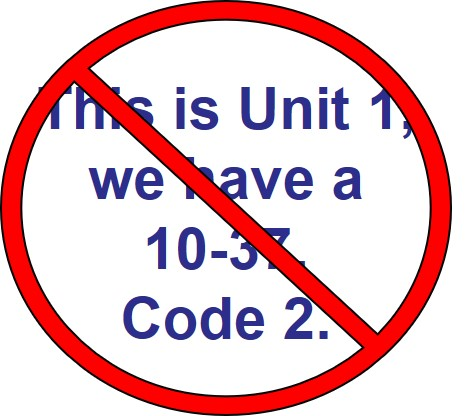 This is Unit 1,
we have a
10-37.
Code 2.